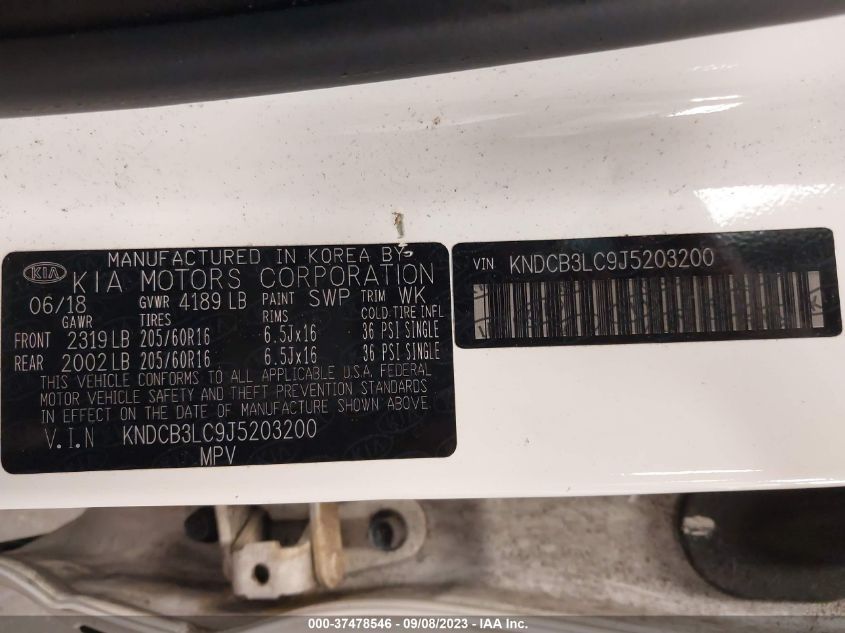 MANUFACTURED IN KOREA BY
KIA KIA MOTORS CORPORATION
06/18 GVWR 4189 LB PAINT SWP TRIM WK
GAWR TIRES RIMS COLD TIRE INFL
FRONT 2319 LB 205/60R16 6.5Jx16 36 PSI SINGLE
REAR 2002 LB 205/60R16 6.5Jx16 36 PSI SINGLE
THIS VEHICLE CONFORMS TO ALL APPLICABLE U.S.A. FEDERAL
MOTOR VEHICLE SAFETY AND THEFT PREVENTION STANDARDS
IN EFFECT ON THE DATE OF MANUFACTURE SHOWN ABOVE.
V.I.N KNDCB3LC9J5203200
MPV
VIN KNDCB3LC9J5203200
000-37478546 - 09/08/2023 - IAA Inc.